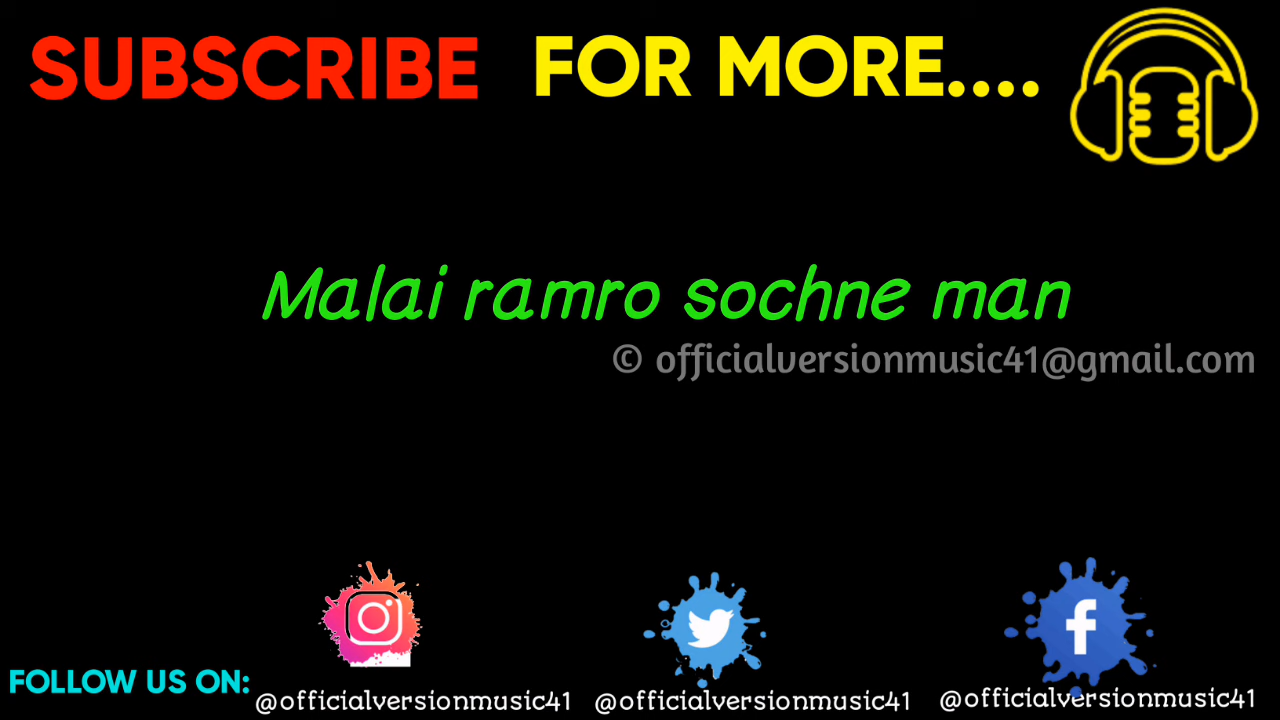 SUBSCRIBE FOR MORE....
Malai ramro sochne man
© officialversionmusic41@gmail.com
FOLLOW US ON:
@officialversionmusic41 @officialversionmusic41 @officialversionmusic41